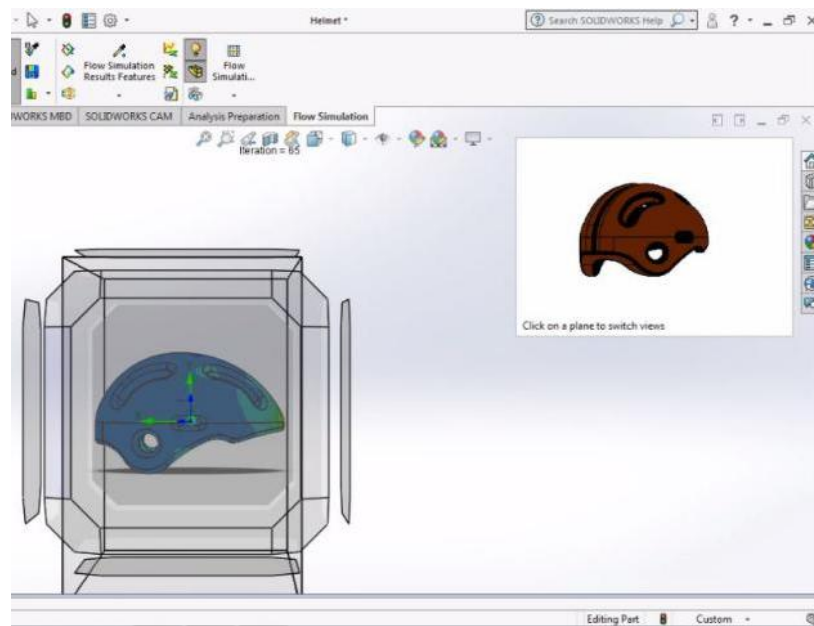 Helmet *
Search SOLIDWORKS Help
?
Flow Simulation
Results Features
Flow
Simulati...
WORKS MBD
SOLIDWORKS CAM
Analysis Preparation
Flow Simulation
Iteration = 65
Click on a plane to switch views
Editing Part
Custom